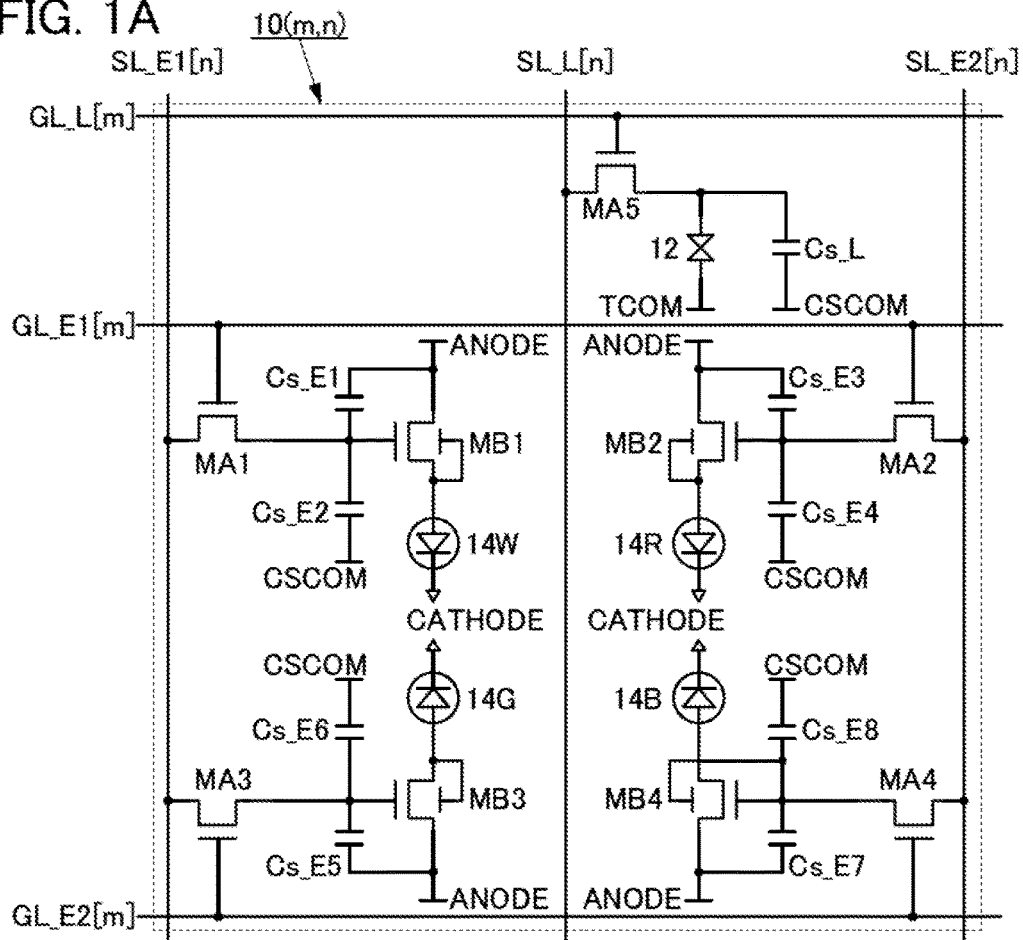 FIG. 1A
10(m,n)
SL_E1[n] SL_L[n] SL_E2[n]
GL_L[m]
MA5
12 Cs_L
TCOM CSCOM
GL_E1[m]
ANODE ANODE
Cs_E1 Cs_E3
MA1 MB1 MB2 MA2
Cs_E2 Cs_E4
14W 14R
CSCOM CSCOM
CATHODE CATHODE
CSCOM CSCOM
14G 14B
Cs_E6 Cs_E8
MA3 MB3 MB4 MA4
Cs_E5 Cs_E7
ANODE ANODE
GL_E2[m]